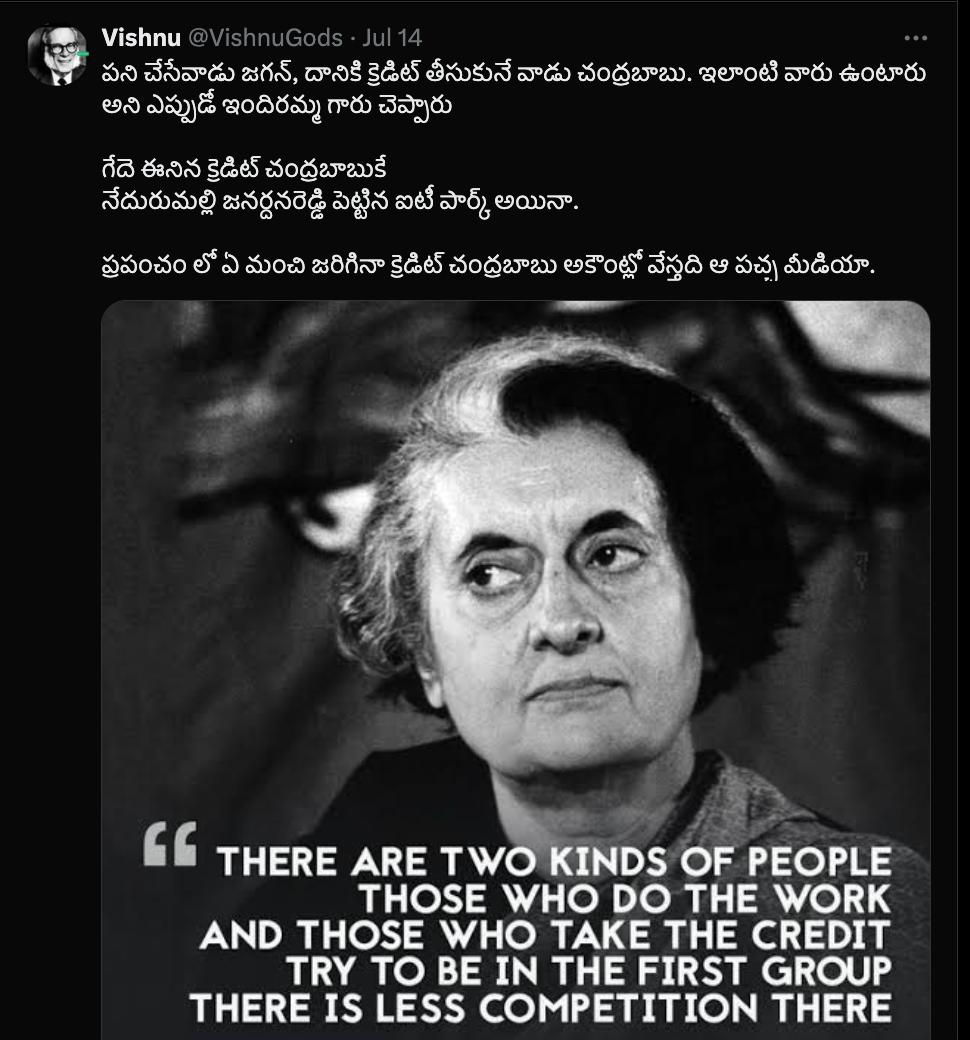 Vishnu @VishnuGods · Jul 14
పని చేసేవాడు జగన్, దానికి క్రెడిట్ తీసుకునే వాడు చంద్రబాబు. ఇలాంటి వారు ఉంటారు
అని ఎప్పుడో ఇందిరమ్మ గారు చెప్పారు
గేదె ఈనిన క్రెడిట్ చంద్రబాబుకే
నేదురుమల్లి జనర్దనరెడ్డి పెట్టిన ఐటీ పార్క్ అయినా.
ప్రపంచం లో ఏ మంచి జరిగినా క్రెడిట్ చంద్రబాబు అకౌంట్లో వేస్తది ఆ పచ్చ మీడియా.
“ THERE ARE TWO KINDS OF PEOPLE
THOSE WHO DO THE WORK
AND THOSE WHO TAKE THE CREDIT
TRY TO BE IN THE FIRST GROUP
THERE IS LESS COMPETITION THERE